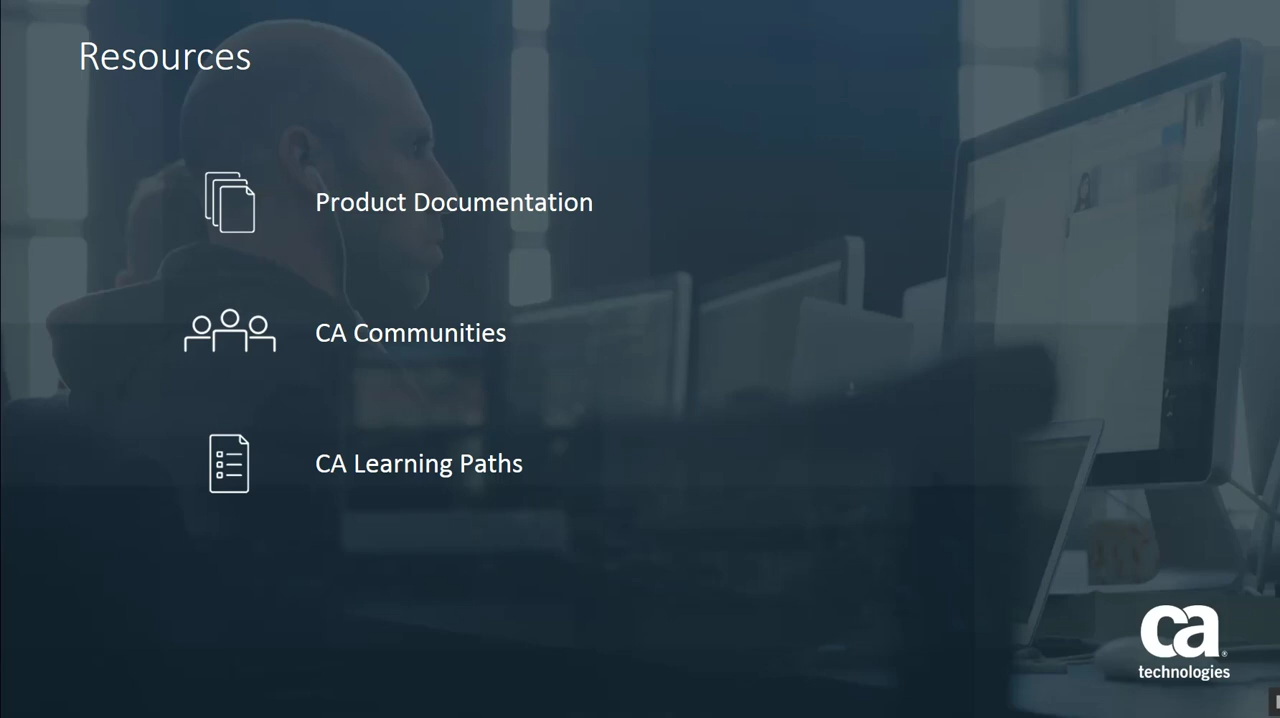 Resources
Product Documentation
CA Communities
CA Learning Paths
ca
technologies